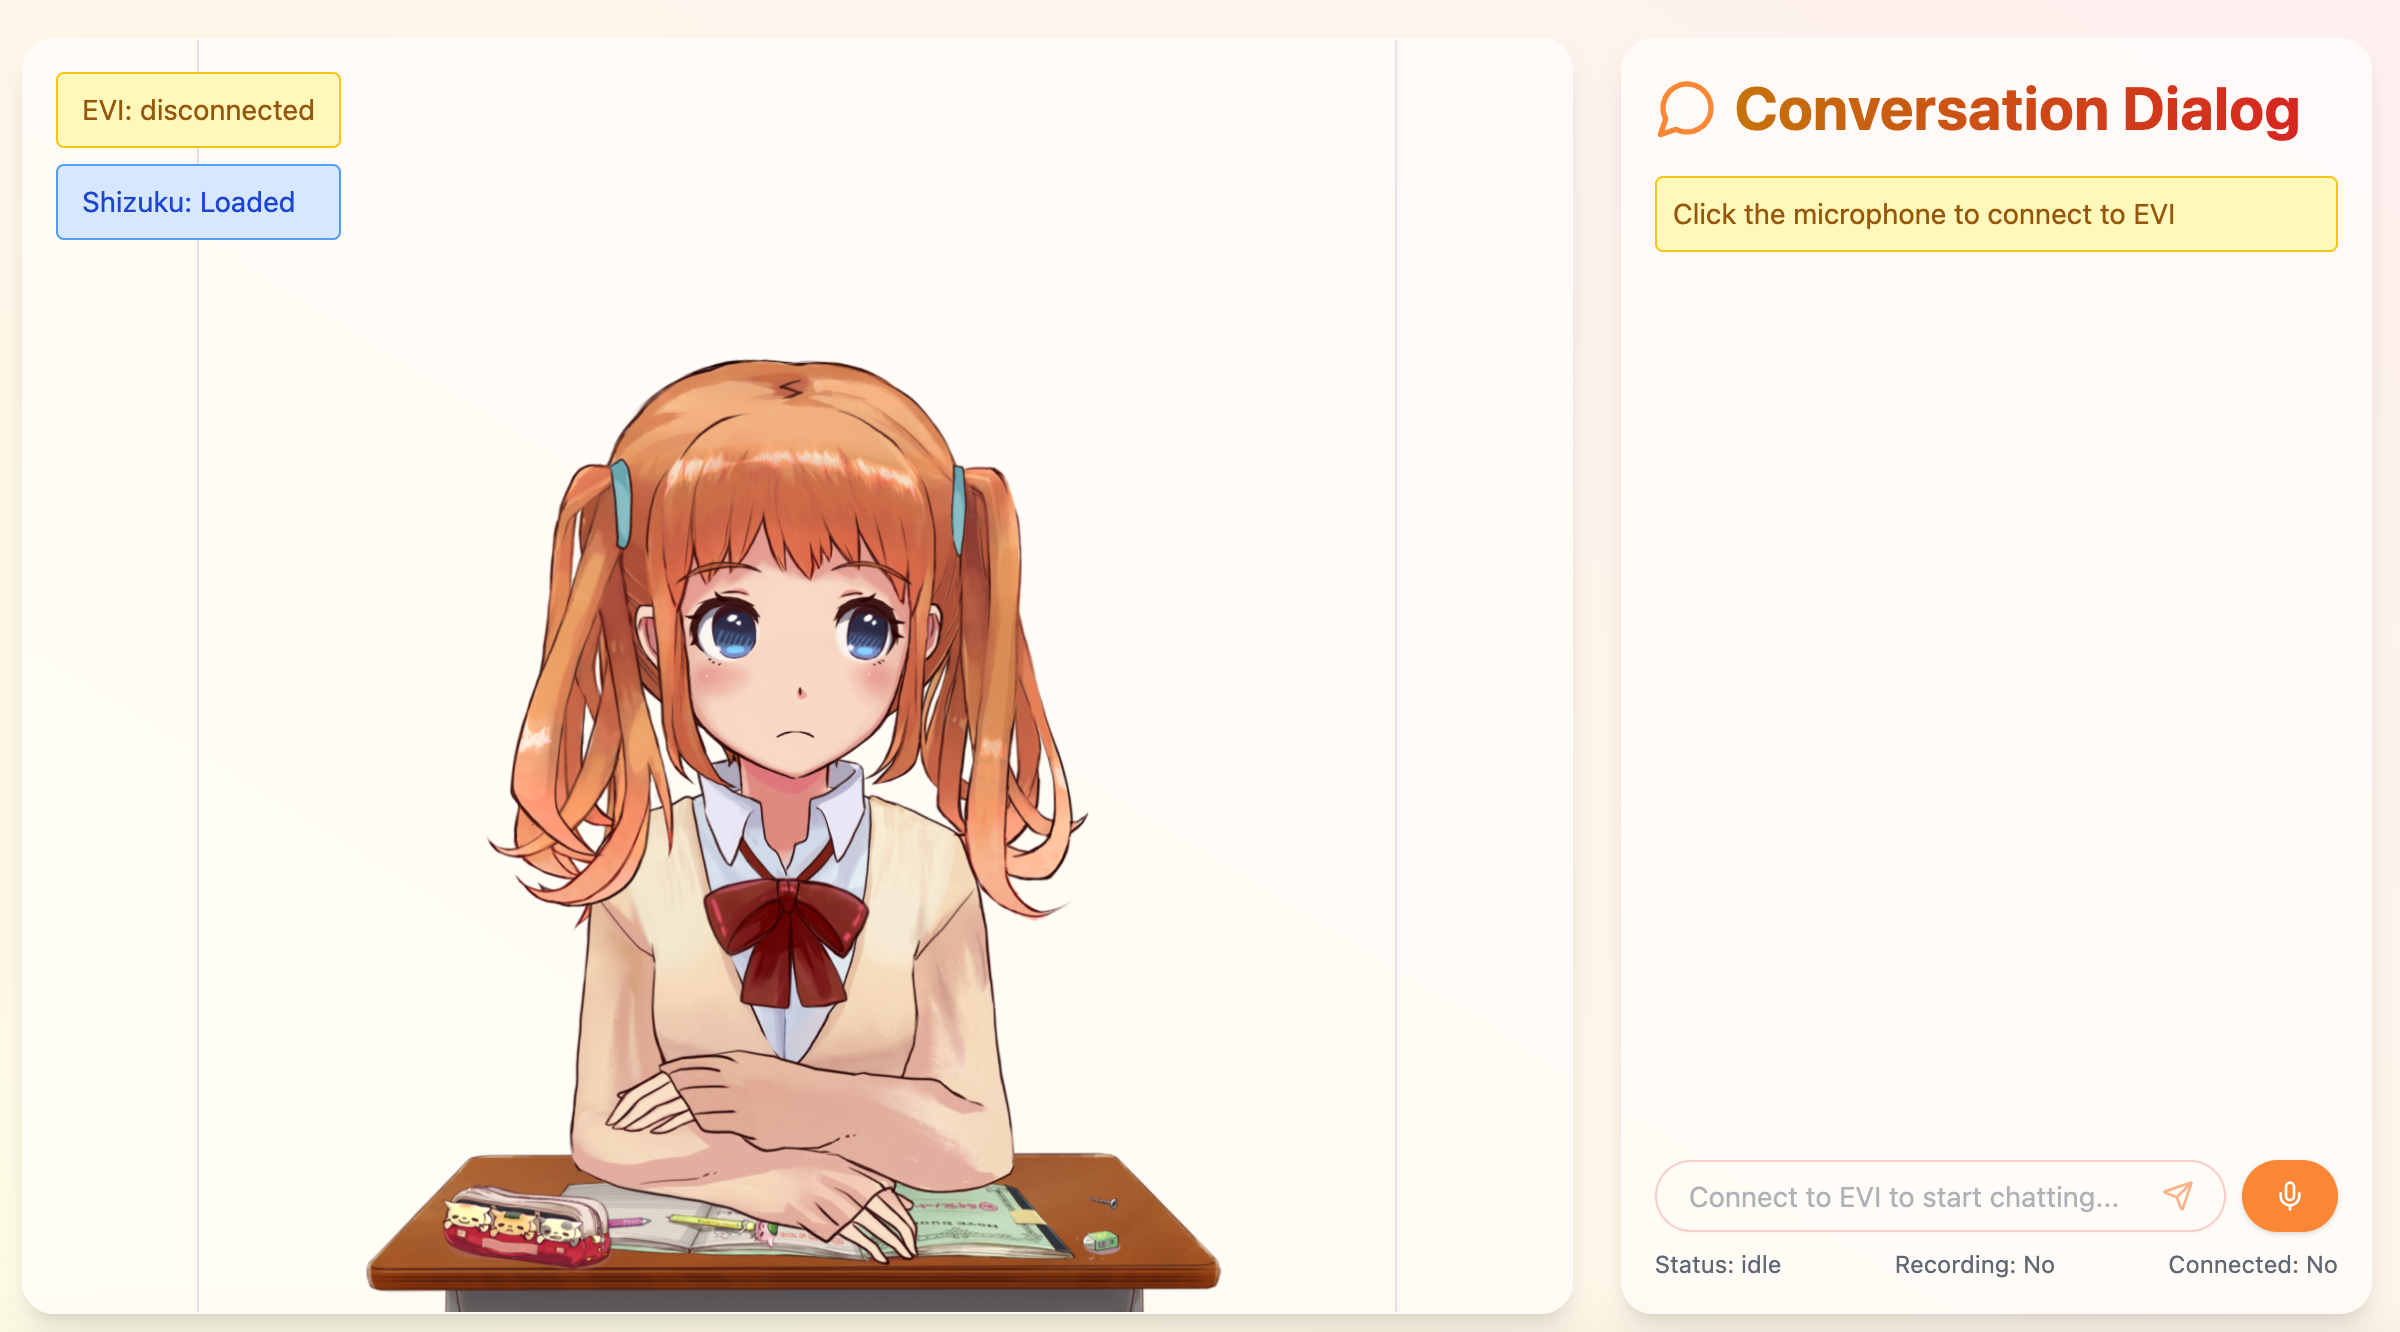 EVI: disconnected
Shizuku: Loaded
Conversation Dialog
Click the microphone to connect to EVI
Connect to EVI to start chatting...
Status: idle
Recording: No
Connected: No